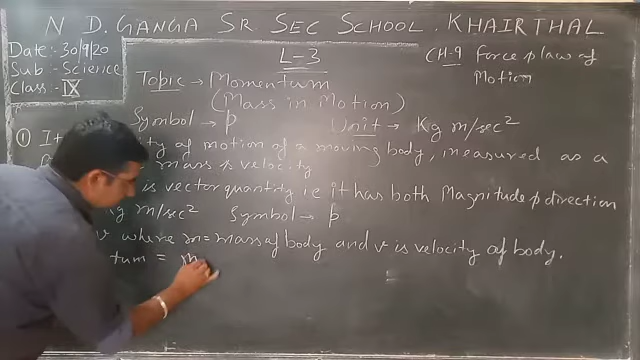 N D. GANGA SR. SEC SCHOOL. KHAIRTHAL
Date:- 30/9/20
Sub:- Science
Class:- IX
L-3
CH-9 Force & law of
Motion
Topic → Momentum
(Mass in Motion)
Symbol → p
Unit → Kg m/sec²
① It of motion of a moving body, measured as a
mass & velocity
is vector quantity i.e it has both Magnitude & direction
m/sec² Symbol → p
v where m = mass of body and v is velocity of body.
tum = m